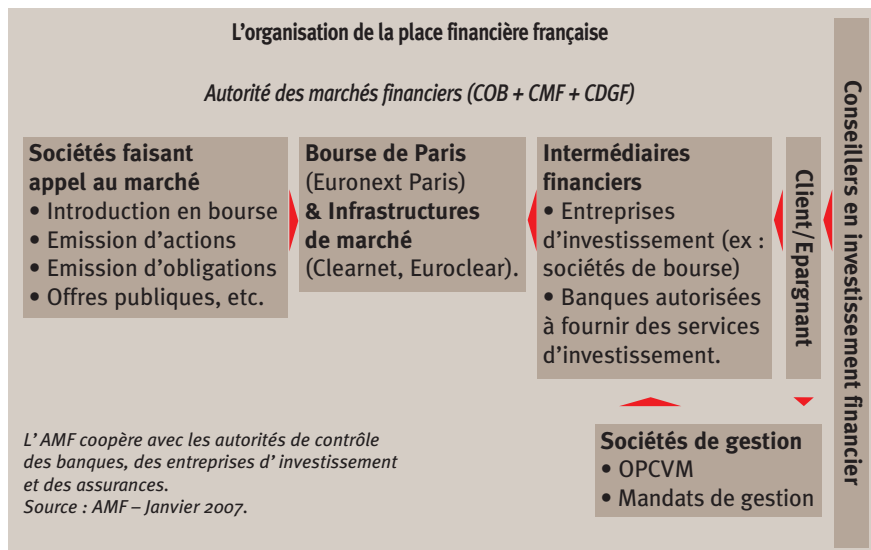 L'organisation de la place financière française
Autorité des marchés financiers (COB + CMF + CDGF)
Sociétés faisant
appel au marché
• Introduction en bourse
• Emission d'actions
• Emission d'obligations
• Offres publiques, etc.
Bourse de Paris
(Euronext Paris)
& Infrastructures
de marché
(Clearnet, Euroclear).
Intermédiaires
financiers
• Entreprises
d'investissement (ex :
sociétés de bourse)
• Banques autorisées
à fournir des services
d'investissement.
Client/Epargnant
Conseillers en investissement financier
Sociétés de gestion
• OPCVM
• Mandats de gestion
L' AMF coopère avec les autorités de contrôle
des banques, des entreprises d' investissement
et des assurances.
Source : AMF – Janvier 2007.